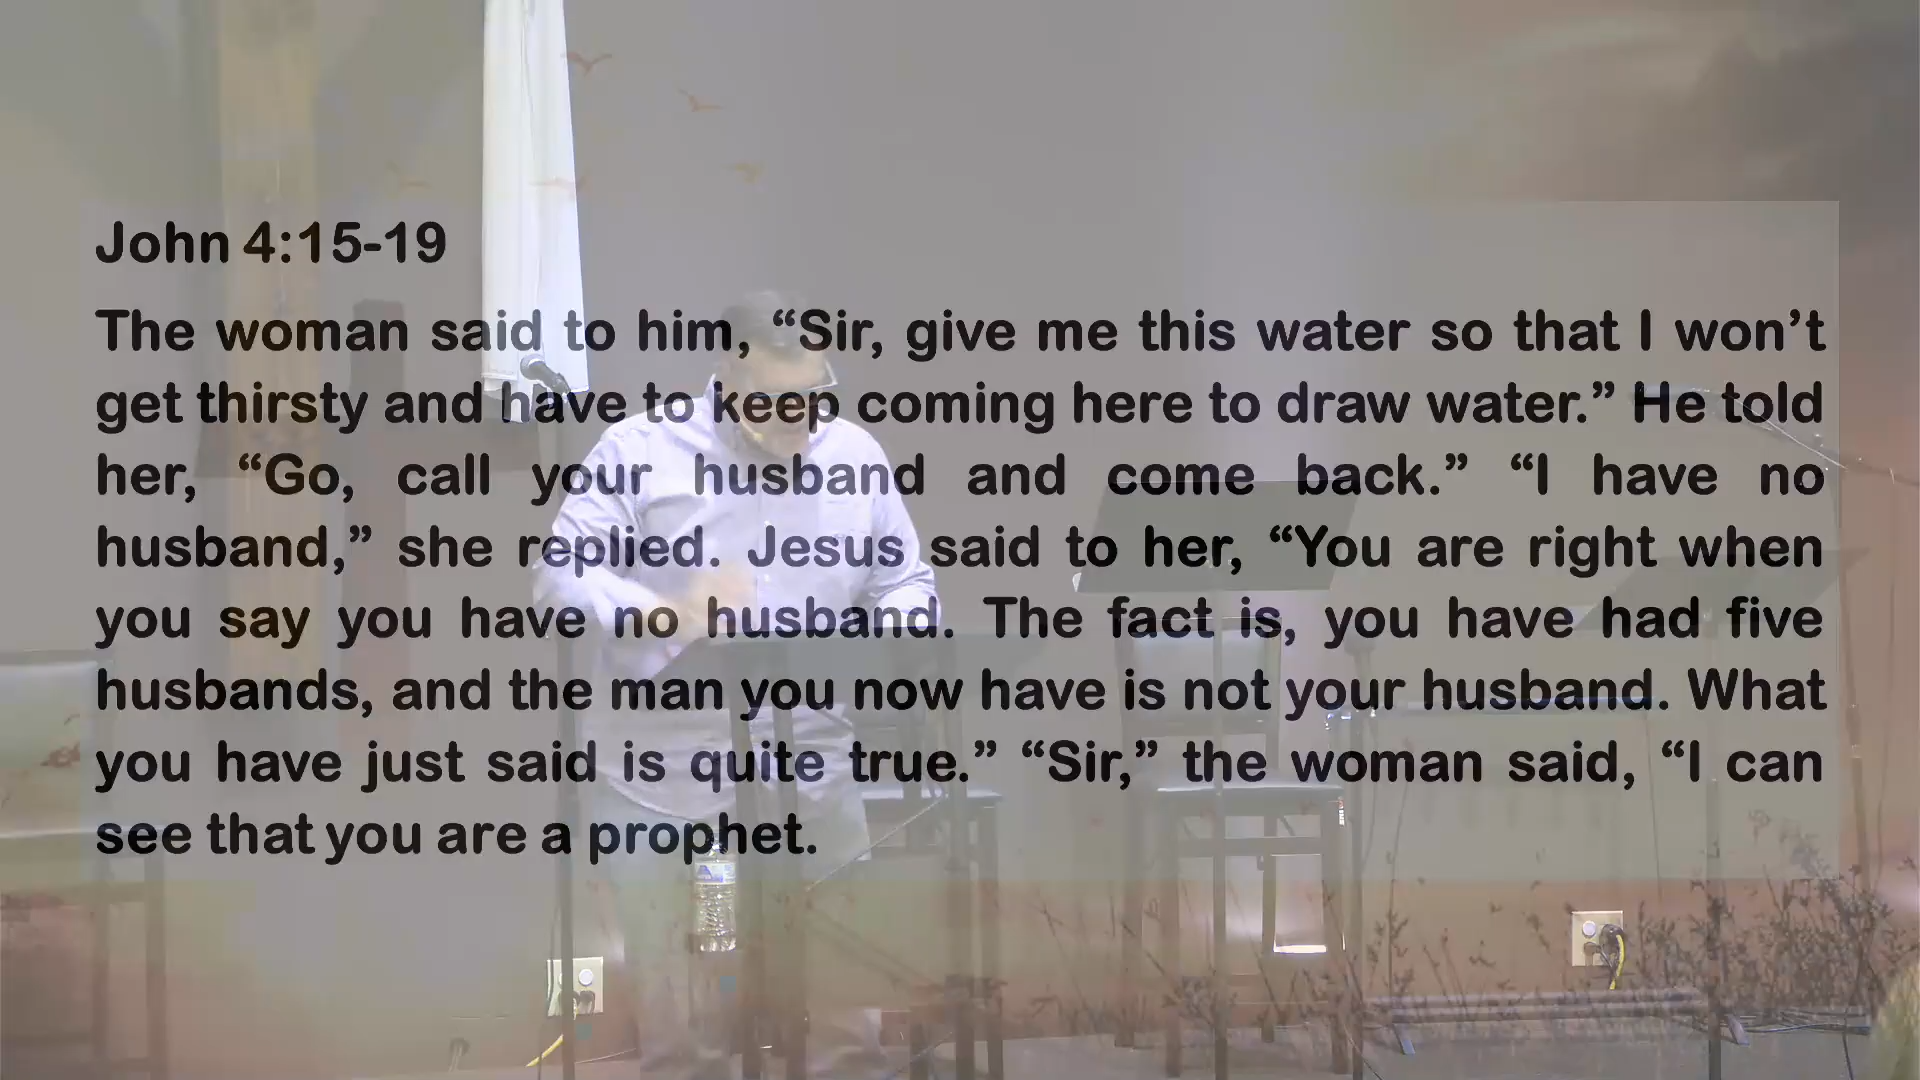 John 4:15-19
The woman said to him, “Sir, give me this water so that I won’t
get thirsty and have to keep coming here to draw water.” He told
her, “Go, call your husband and come back.” “I have no
husband,” she replied. Jesus said to her, “You are right when
you say you have no husband. The fact is, you have had five
husbands, and the man you now have is not your husband. What
you have just said is quite true.” “Sir,” the woman said, “I can
see that you are a prophet.